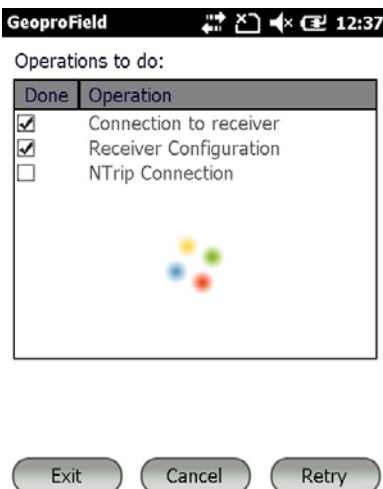 GeoproField 12:37
Operations to do:
Done Operation
Connection to receiver
Receiver Configuration
NTrip Connection
Exit Cancel Retry